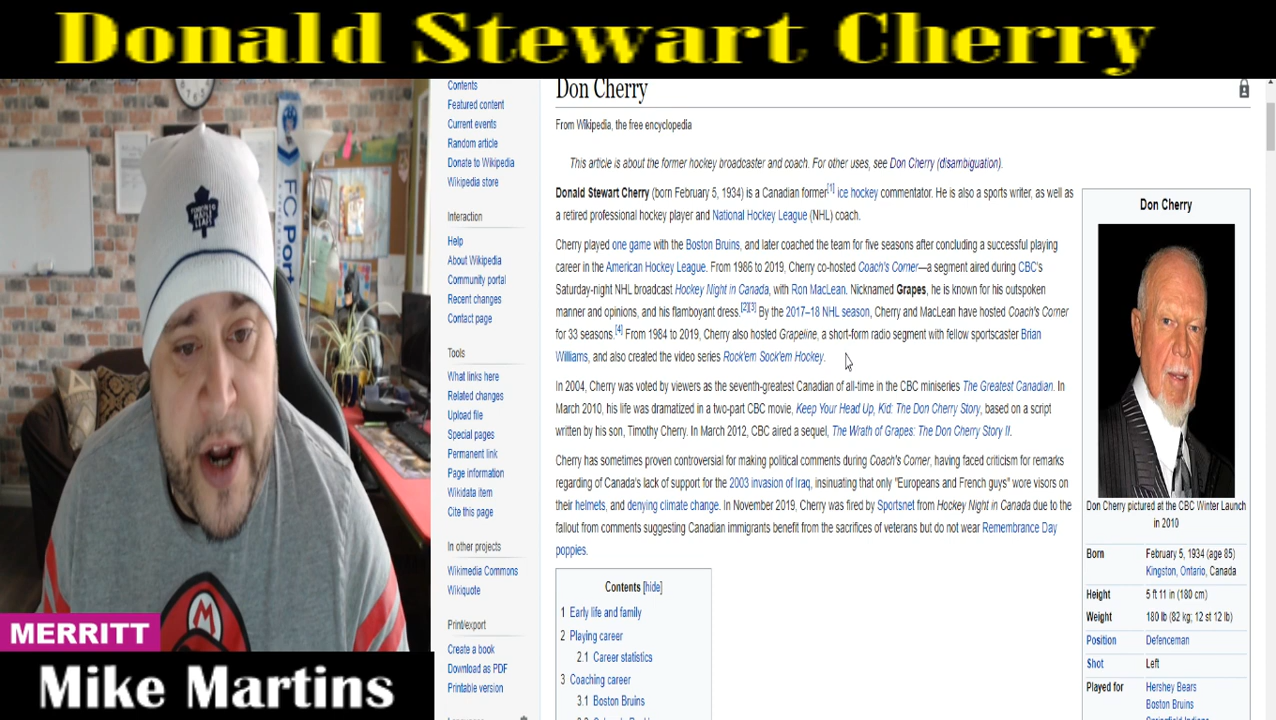 Donald Stewart Cherry
FC Port
MERRITT
Mike Martins
Contents
Featured content
Current events
Random article
Donate to Wikipedia
Wikipedia store
Interaction
Help
About Wikipedia
Community portal
Recent changes
Contact page
Tools
What links here
Related changes
Upload file
Special pages
Permanent link
Page information
Wikidata item
Cite this page
In other projects
Wikimedia Commons
Wikiquote
Print/export
Create a book
Download as PDF
Printable version
Don Cherry
From Wikipedia, the free encyclopedia
This article is about the former hockey broadcaster and coach. For other uses, see Don Cherry (disambiguation).
Donald Stewart Cherry (born February 5, 1934) is a Canadian former[1] ice hockey commentator. He is also a sports writer, as well as
a retired professional hockey player and National Hockey League (NHL) coach.
Cherry played one game with the Boston Bruins, and later coached the team for five seasons after concluding a successful playing
career in the American Hockey League. From 1986 to 2019, Cherry co-hosted Coach's Corner—a segment aired during CBC's
Saturday-night NHL broadcast Hockey Night in Canada, with Ron MacLean. Nicknamed Grapes, he is known for his outspoken
manner and opinions, and his flamboyant dress.[2][3] By the 2017–18 NHL season, Cherry and MacLean have hosted Coach's Corner
for 33 seasons.[4] From 1984 to 2019, Cherry also hosted Grapeline, a short-form radio segment with fellow sportscaster Brian
Williams, and also created the video series Rock'em Sock'em Hockey.
In 2004, Cherry was voted by viewers as the seventh-greatest Canadian of all-time in the CBC miniseries The Greatest Canadian. In
March 2010, his life was dramatized in a two-part CBC movie, Keep Your Head Up, Kid: The Don Cherry Story, based on a script
written by his son, Timothy Cherry. In March 2012, CBC aired a sequel, The Wrath of Grapes: The Don Cherry Story II.
Cherry has sometimes proven controversial for making political comments during Coach's Corner, having faced criticism for remarks
regarding of Canada's lack of support for the 2003 invasion of Iraq, insinuating that only "Europeans and French guys" wore visors on
their helmets, and denying climate change. In November 2019, Cherry was fired by Sportsnet from Hockey Night in Canada due to the
fallout from comments suggesting Canadian immigrants benefit from the sacrifices of veterans but do not wear Remembrance Day
poppies.
Contents [hide]
1 Early life and family
2 Playing career
2.1 Career statistics
3 Coaching career
3.1 Boston Bruins
Don Cherry
Don Cherry pictured at the CBC Winter Launch
in 2010
Born February 5, 1934 (age 85)
Kingston, Ontario, Canada
Height 5 ft 11 in (180 cm)
Weight 180 lb (82 kg; 12 st 12 lb)
Position Defenceman
Shot Left
Played for Hershey Bears
Boston Bruins